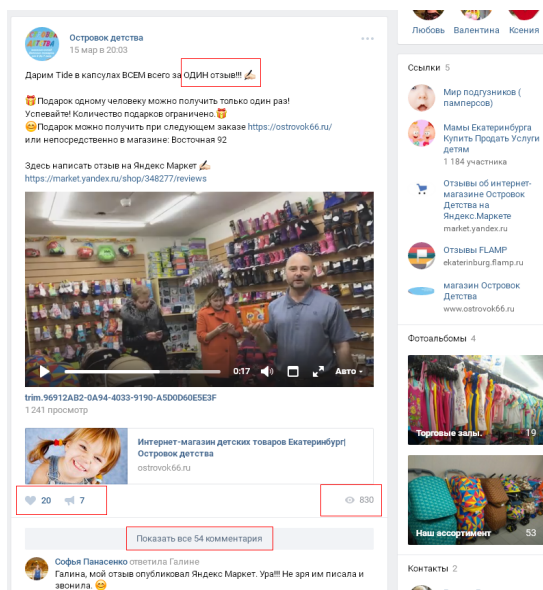 Островок детства
15 мар в 20:03
Дарим Tide в капсулах ВСЕМ всего за ОДИН отзыв!!!
Подарок одному человеку можно получить только один раз!
Успевайте! Количество подарков ограничено.
Подарок можно получить при следующем заказе https://ostrovok66.ru/
или непосредственно в магазине: Восточная 92
Здесь написать отзыв на Яндекс Маркет
https://market.yandex.ru/shop/348277/reviews
0:17
Авто
trim.96912AB2-0A94-4033-9190-A5D0D60E5E3F
1 241 просмотр
Интернет-магазин детских товаров Екатеринбург|
Островок детства
ostrovok66.ru
20 7 830
Показать все 54 комментария
Софья Панасенко ответила Галине
Галина, мой отзыв опубликовал Яндекс Маркет. Ура!!! Не зря им писала и
звонила.
Любовь Валентина Ксения
Ссылки 5
Мир подгузников (
памперсов)
Мамы Екатеринбурга
Купить Продать Услуги
детям
1 184 участника
Отзывы об интернет-
магазине Островок
Детства на
Яндекс.Маркете
market.yandex.ru
Отзывы FLAMP
ekaterinburg.flamp.ru
магазин Островок
Детства
www.ostrovok66.ru
Фотоальбомы 4
Торговые залы. 19
Наш ассортимент 53
Контакты 2